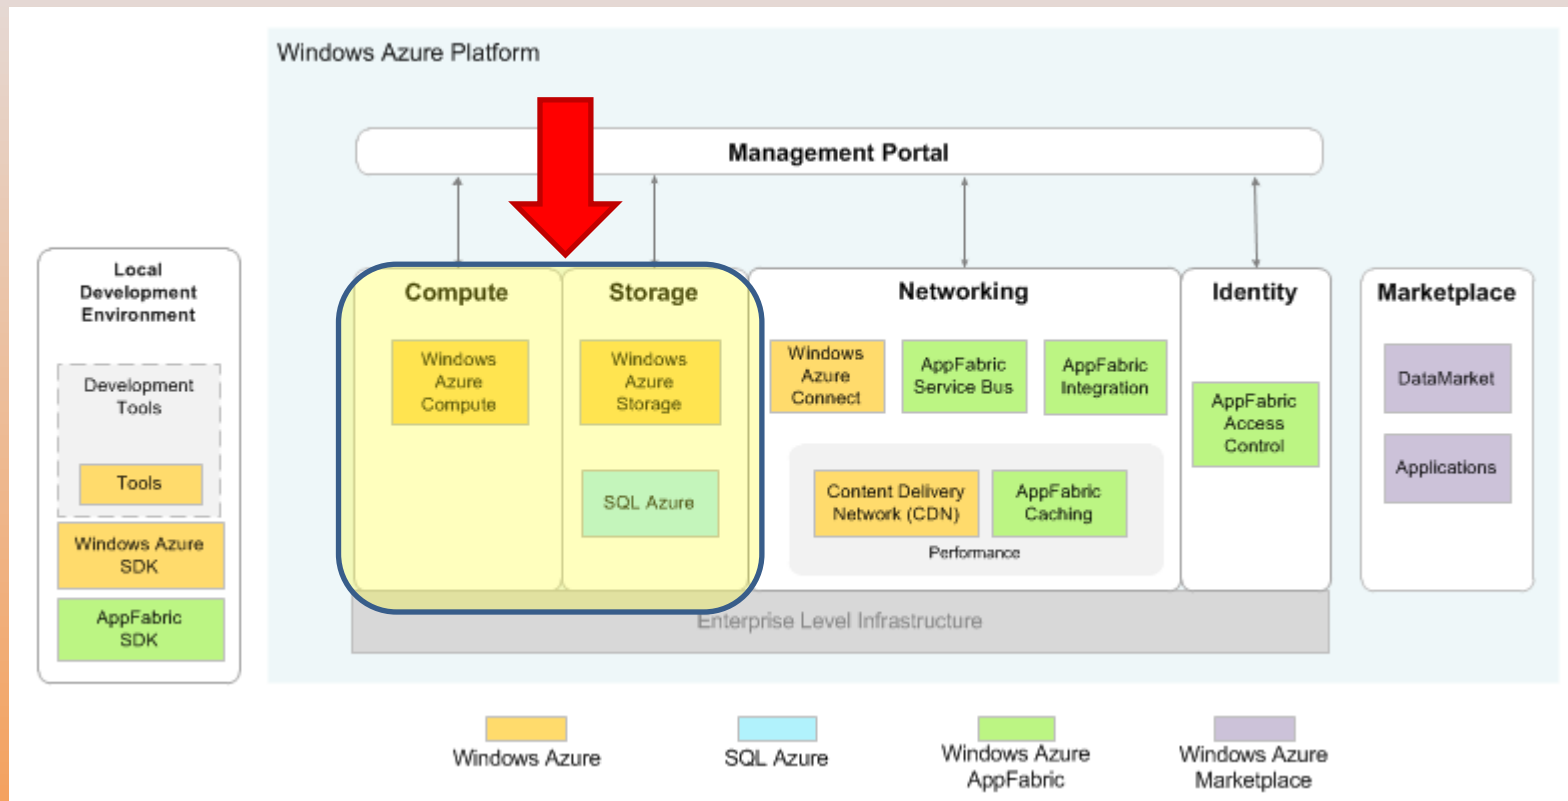 Windows Azure Platform
Management Portal
Local
Development
Environment
Development
Tools
Tools
Windows Azure
SDK
AppFabric
SDK
Compute
Windows
Azure
Compute
Storage
Windows
Azure
Storage
SQL Azure
Networking
Windows
Azure
Connect
AppFabric
Service Bus
AppFabric
Integration
Content Delivery
Network (CDN)
AppFabric
Caching
Performance
Identity
AppFabric
Access
Control
Marketplace
DataMarket
Applications
Enterprise Level Infrastructure
Windows Azure
SQL Azure
Windows Azure
AppFabric
Windows Azure
Marketplace